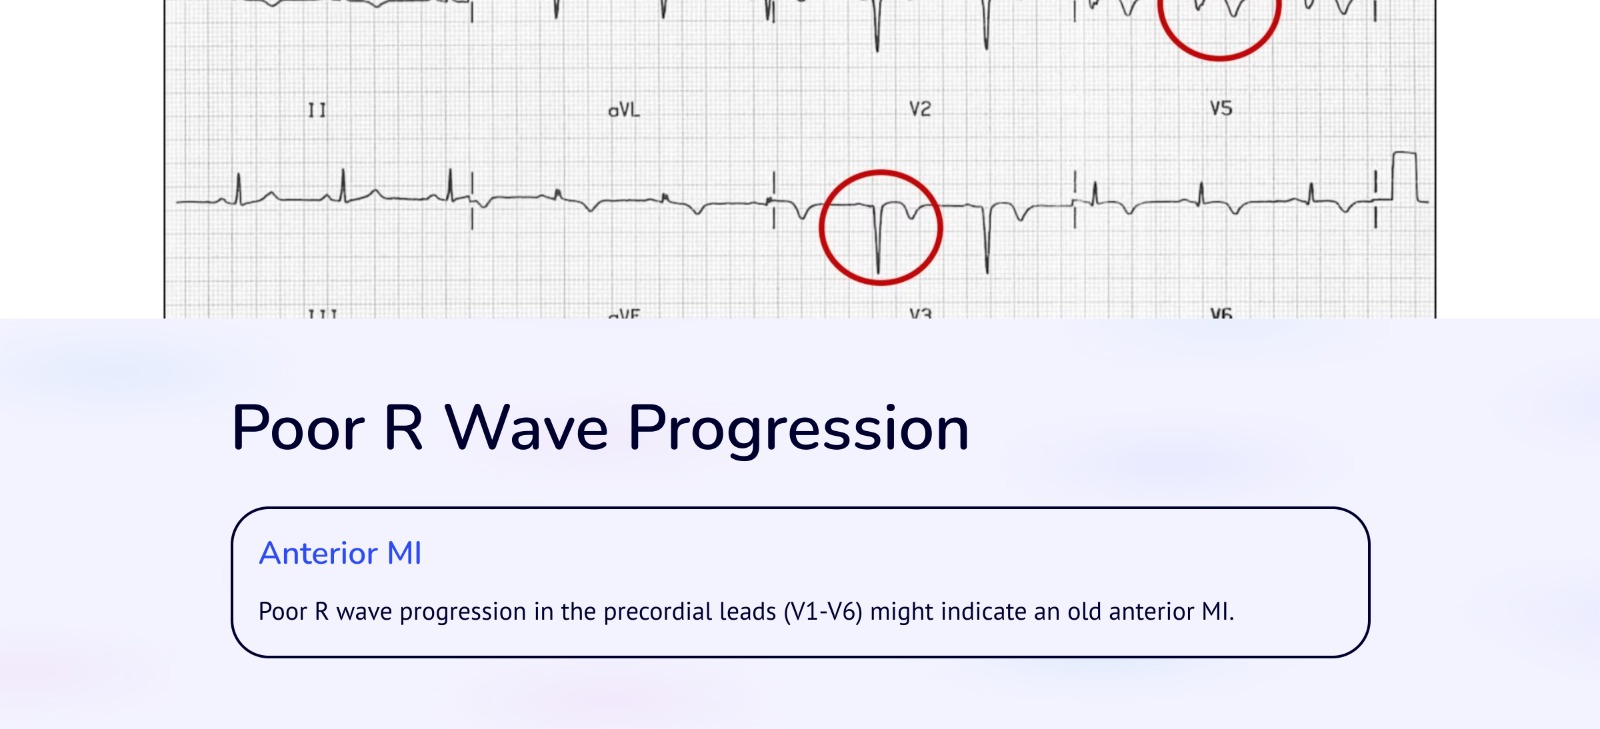 II aVL V2 V5
III aVF V3 V6
Poor R Wave Progression
Anterior MI
Poor R wave progression in the precordial leads (V1-V6) might indicate an old anterior MI.